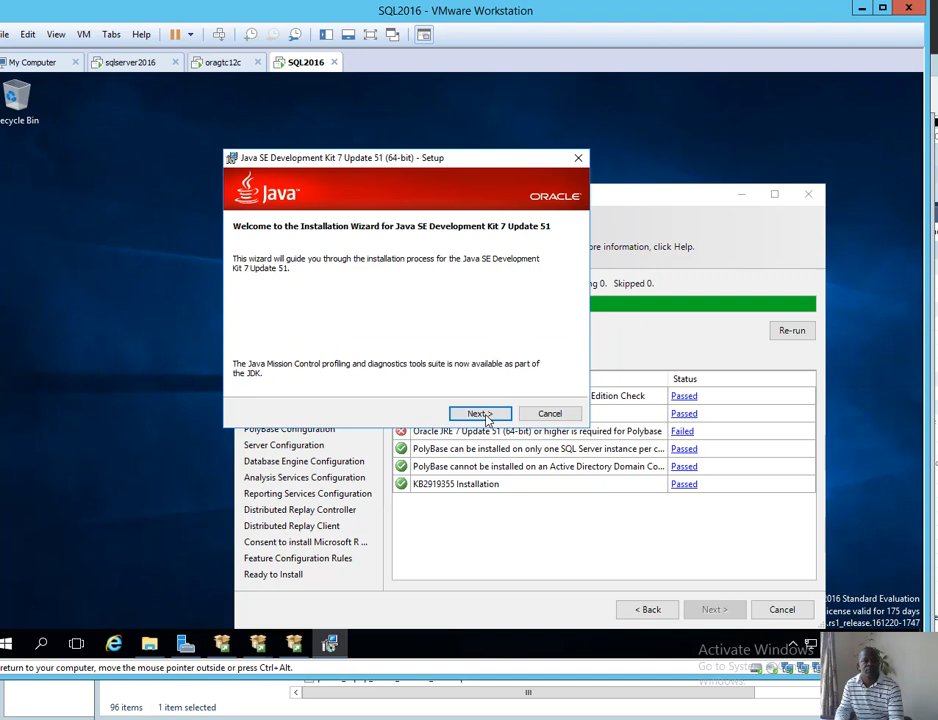 SQL2016 - VMware Workstation
ile Edit View VM Tabs Help
My Computer sqlserver2016 oragtc12c SQL2016
ecycle Bin
Java SE Development Kit 7 Update 51 (64-bit) - Setup
Java
ORACLE
Welcome to the Installation Wizard for Java SE Development Kit 7 Update 51
This wizard will guide you through the installation process for the Java SE Development
Kit 7 Update 51.
The Java Mission Control profiling and diagnostics tools suite is now available as part of
the JDK.
Next > Cancel
ore information, click Help.
ng 0. Skipped 0.
Re-run
Status
Edition Check Passed
Passed
Oracle JRE 7 Update 51 (64-bit) or higher is required for Polybase Failed
PolyBase can be installed on only one SQL Server instance per c... Passed
PolyBase cannot be installed on an Active Directory Domain Co... Passed
KB2919355 Installation Passed
PolyBase Configuration
Server Configuration
Database Engine Configuration
Analysis Services Configuration
Reporting Services Configuration
Distributed Replay Controller
Distributed Replay Client
Consent to install Microsoft R ...
Feature Configuration Rules
Ready to Install
< Back Next > Cancel
2016 Standard Evaluation
icense valid for 175 days
.rs1_release.161220-1747
Activate Windows
Go to System
Windows.
return to your computer, move the mouse pointer outside or press Ctrl+Alt.
96 items 1 item selected